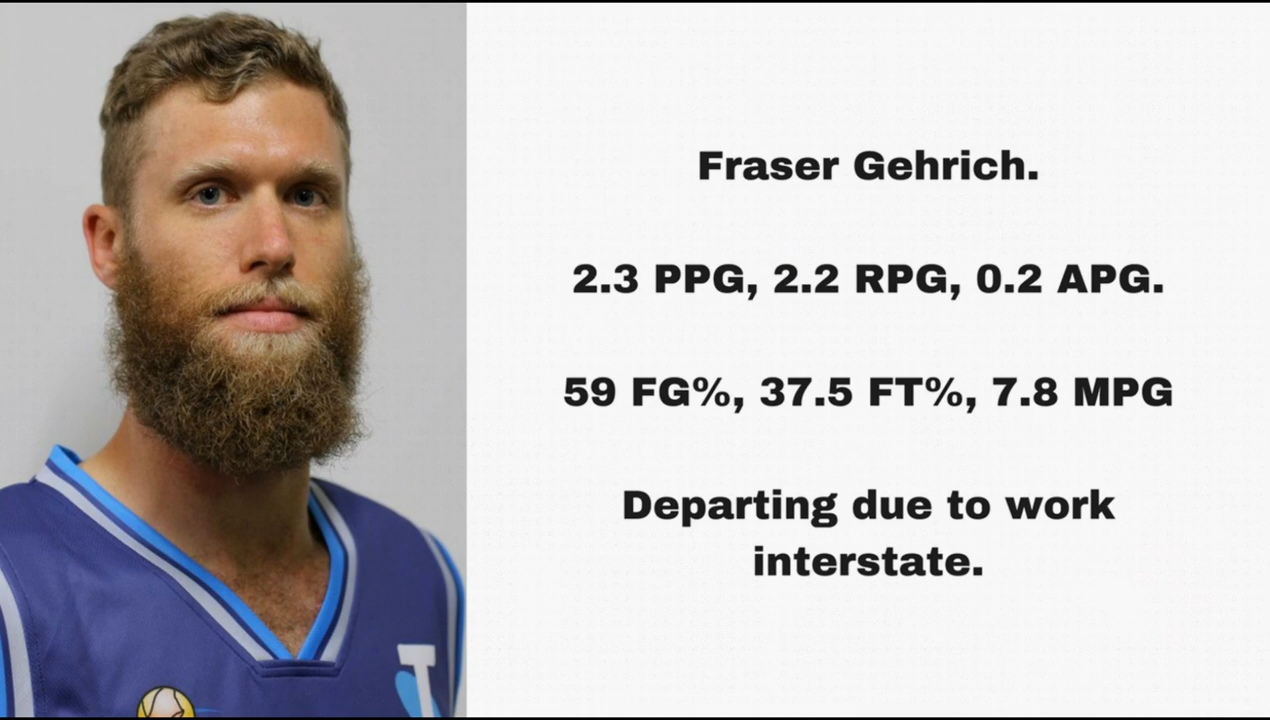 Fraser Gehrich.
2.3 PPG, 2.2 RPG, 0.2 APG.
59 FG%, 37.5 FT%, 7.8 MPG
Departing due to work
interstate.